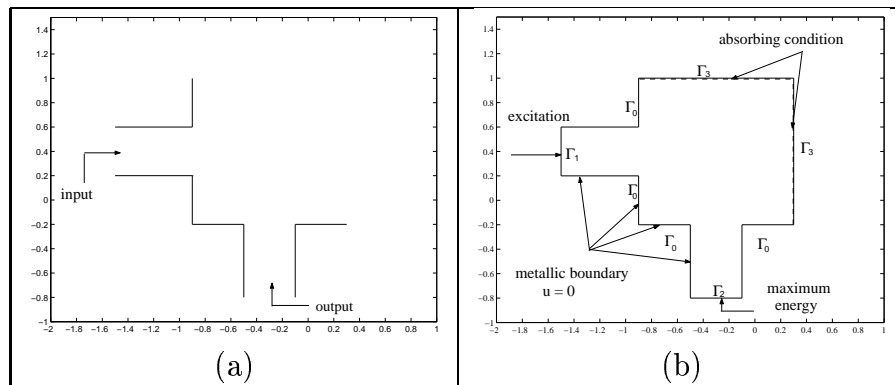 1.4
1.2
1
0.8
0.6
0.4
0.2
0
−0.2
−0.4
−0.6
−0.8
−1
−2 −1.8 −1.6 −1.4 −1.2 −1 −0.8 −0.6 −0.4 −0.2 0 0.2 0.4 0.6 0.8 1
input
output
(a)
1.4
1.2
1
0.8
0.6
0.4
0.2
0
−0.2
−0.4
−0.6
−0.8
−1
−2 −1.8 −1.6 −1.4 −1.2 −1 −0.8 −0.6 −0.4 −0.2 0 0.2 0.4 0.6 0.8 1
absorbing condition
Γ3
Γ0
excitation
Γ1
Γ3
Γ0
Γ0
Γ0
metallic boundary
u = 0
Γ2
maximum
energy
(b)